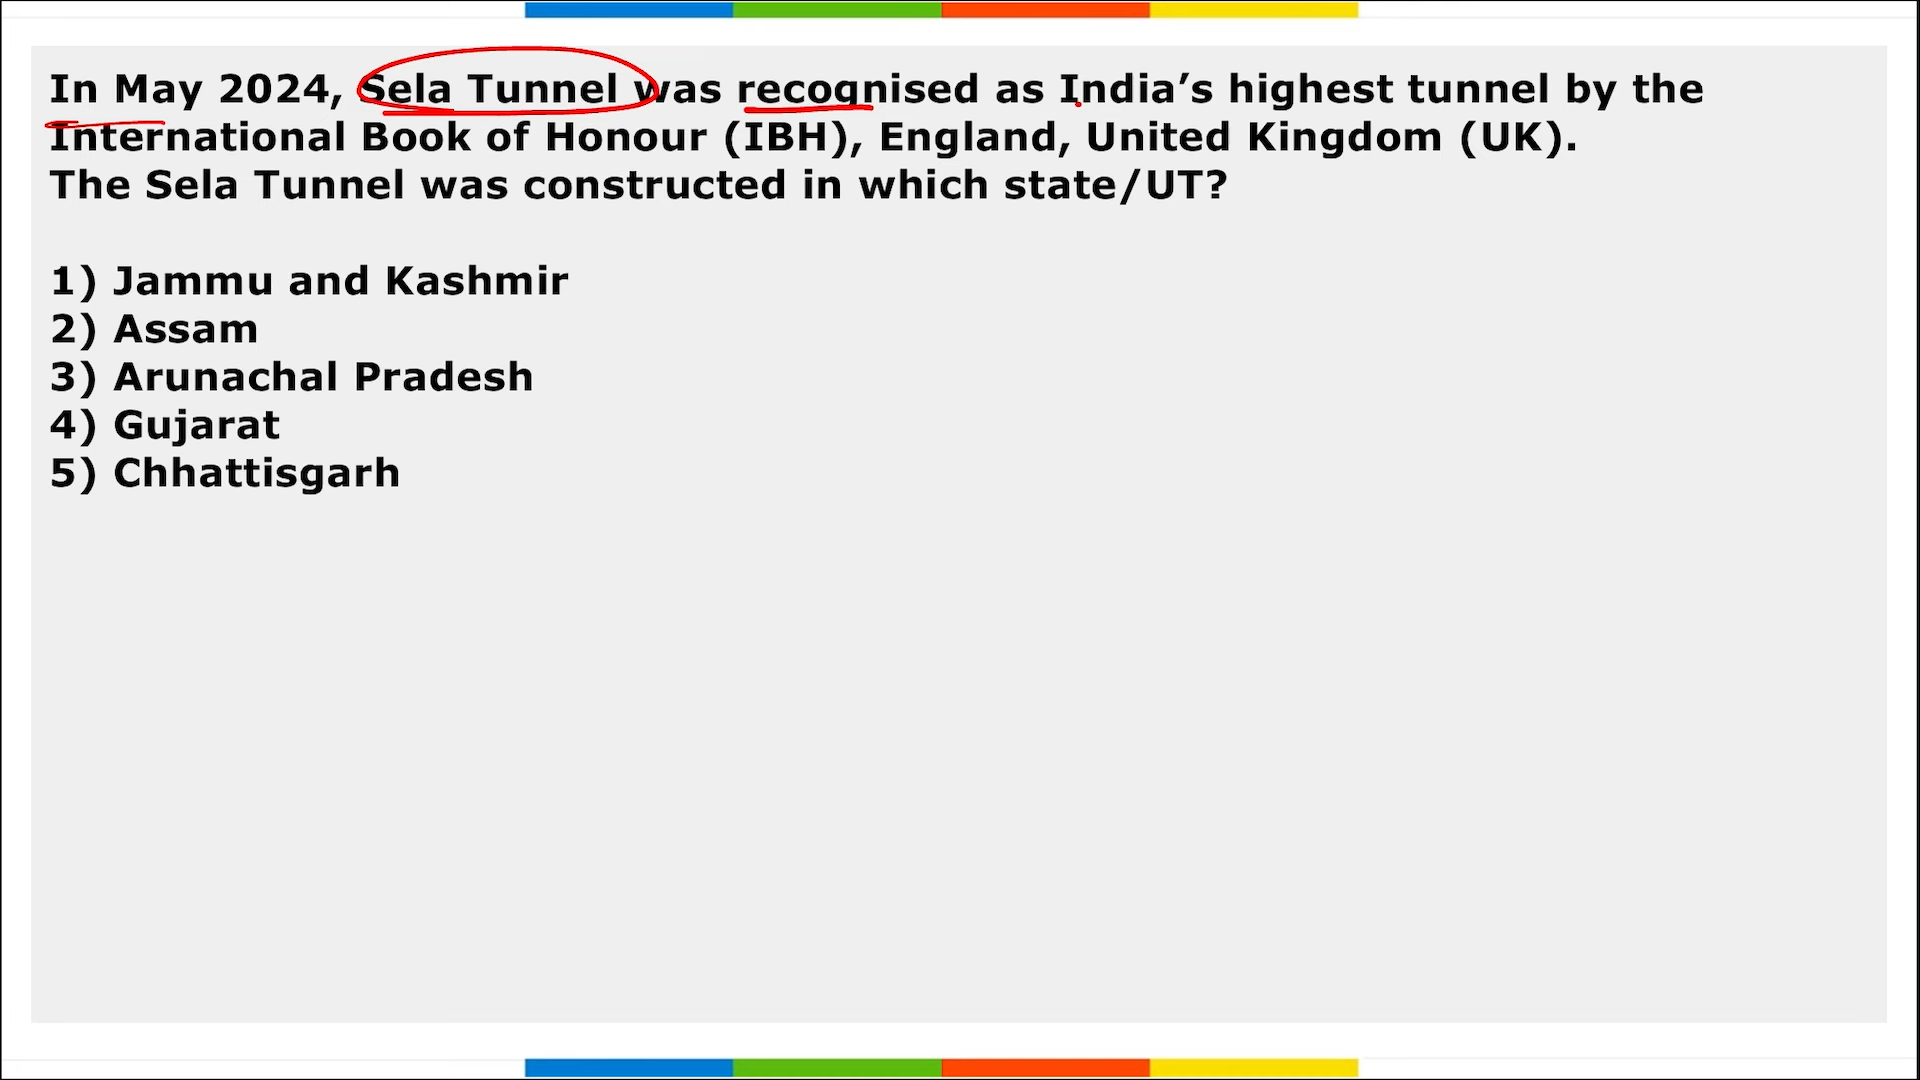 In May 2024, Sela Tunnel was recognised as India’s highest tunnel by the
International Book of Honour (IBH), England, United Kingdom (UK).
The Sela Tunnel was constructed in which state/UT?
1) Jammu and Kashmir
2) Assam
3) Arunachal Pradesh
4) Gujarat
5) Chhattisgarh